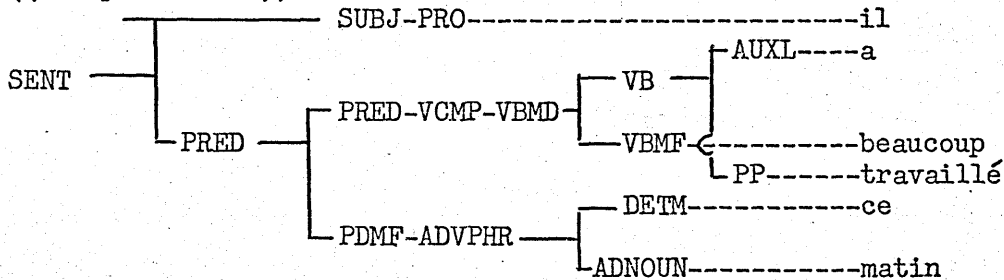 SUBJ-PRO-------------------------il
AUXL----a
SENT
VB
PRED-VCMP-VBMD
PRED
VBMF-----------beaucoup
PP------travaillé
DETM-----------ce
PDMF-ADVPHR
ADNOUN----------matin